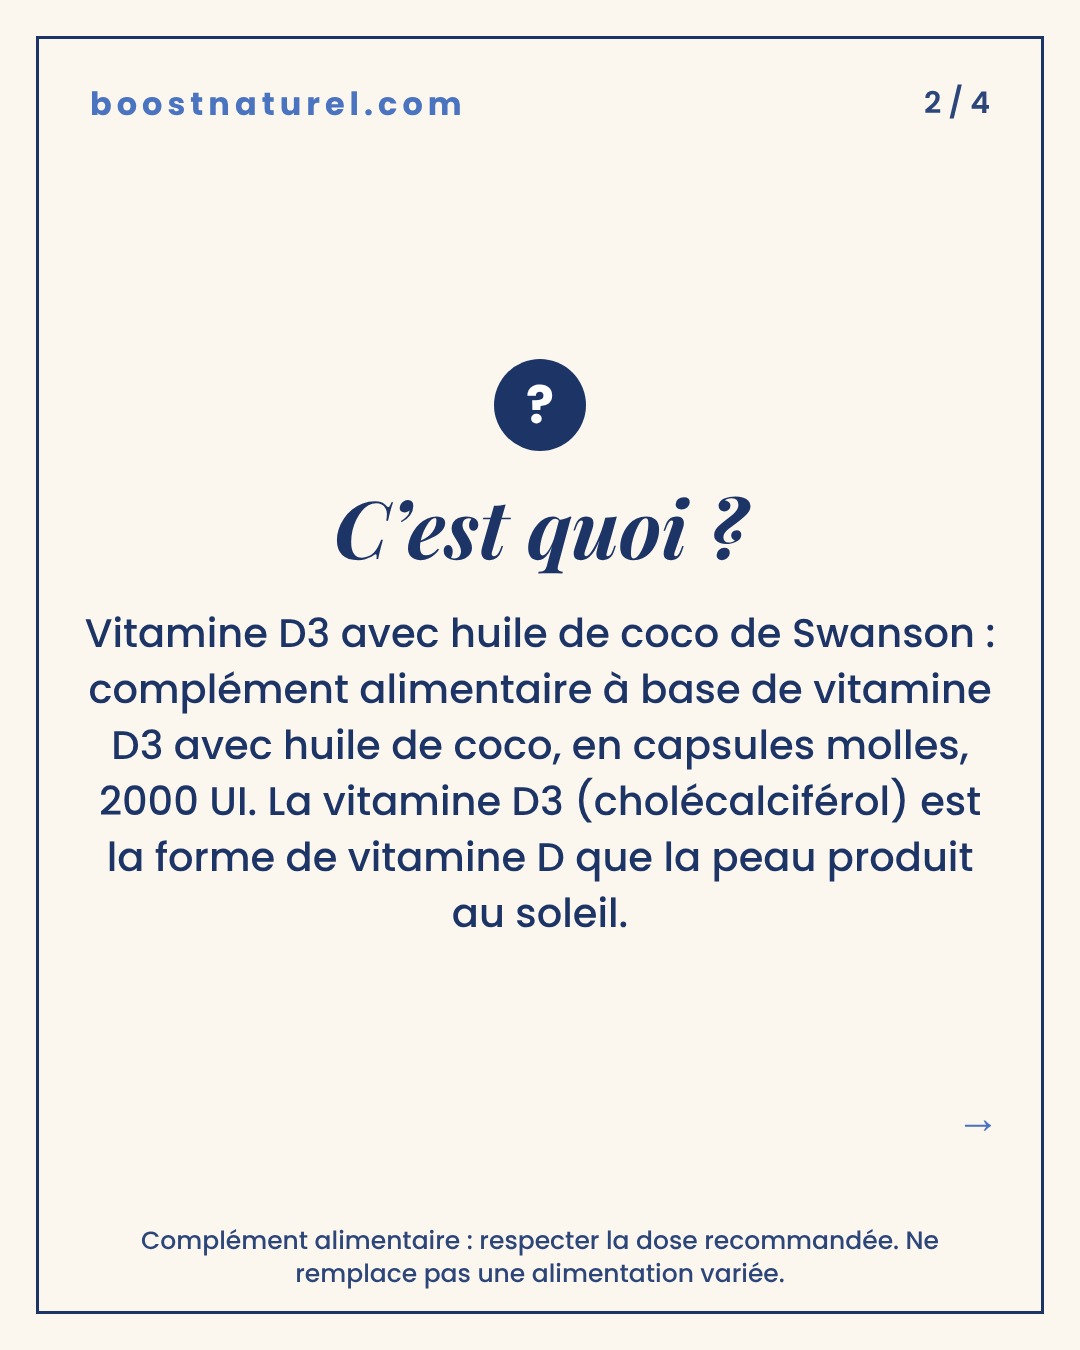 boostnaturel.com
2 / 4
?
C’est quoi ?
Vitamine D3 avec huile de coco de Swanson :
complément alimentaire à base de vitamine
D3 avec huile de coco, en capsules molles,
2000 UI. La vitamine D3 (cholécalciférol) est
la forme de vitamine D que la peau produit
au soleil.
→
Complément alimentaire : respecter la dose recommandée. Ne
remplace pas une alimentation variée.